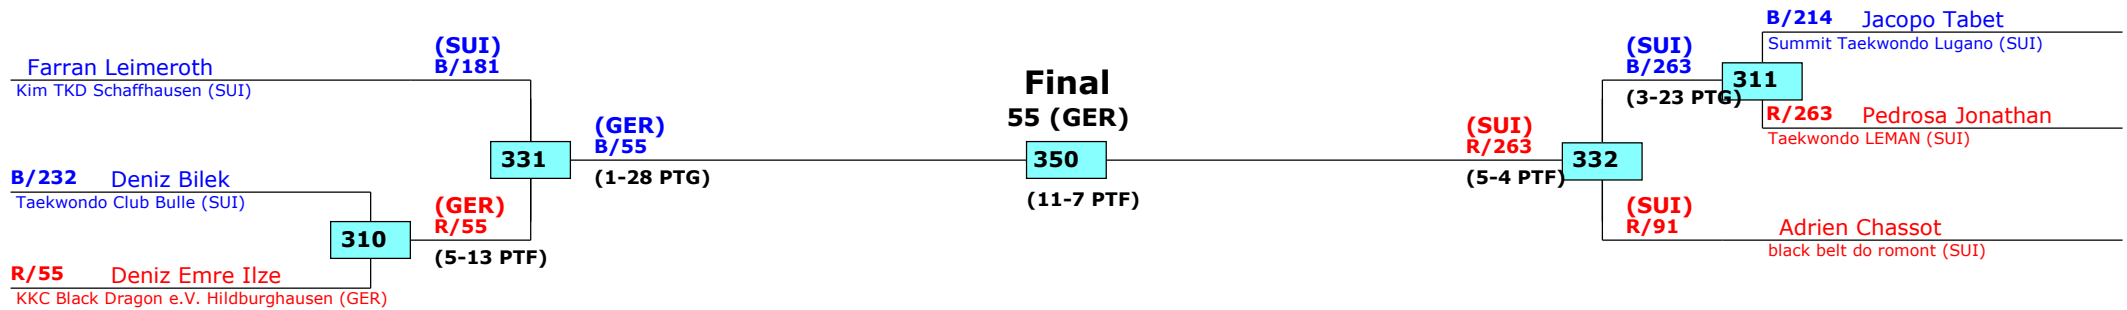 Farran Leimeroth
Kim TKD Schaffhausen (SUI)
(SUI)
B/181
B/232 Deniz Bilek
Taekwondo Club Bulle (SUI)
310
R/55 Deniz Emre Ilze
KKC Black Dragon e.V. Hildburghausen (GER)
(GER)
R/55
(5-13 PTF)
331
(GER)
B/55
(1-28 PTG)
Final
55 (GER)
350
(11-7 PTF)
(SUI)
R/263
(5-4 PTF)
332
(SUI)
B/263
(3-23 PTG)
311
B/214 Jacopo Tabet
Summit Taekwondo Lugano (SUI)
R/263 Pedrosa Jonathan
Taekwondo LEMAN (SUI)
(SUI)
R/91
Adrien Chassot
black belt do romont (SUI)